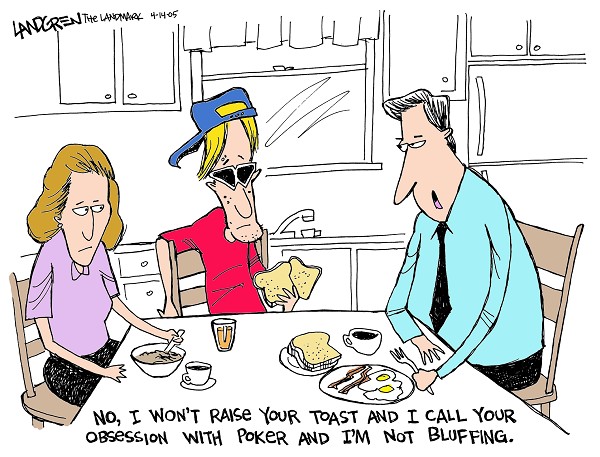 LANDGREN THE LANDMARK 4-14-05
NO, I WON'T RAISE YOUR TOAST AND I CALL YOUR
OBSESSION WITH POKER AND I'M NOT BLUFFING.